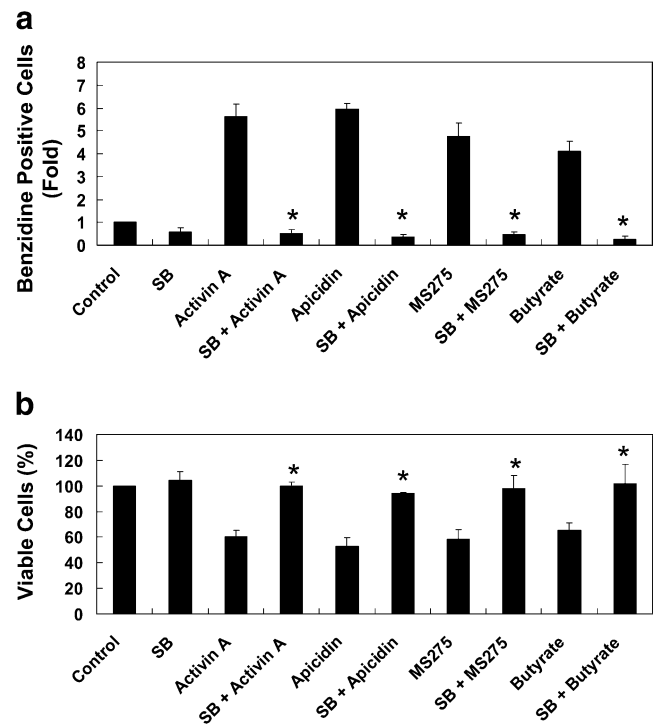 a
Benzidine Positive Cells
(Fold)
8
7
6
5
4
3
2
1
0
*
*
*
*
Control
SB
Activin A
SB + Activin A
Apicidin
SB + Apicidin
MS275
SB + MS275
Butyrate
SB + Butyrate
b
Viable Cells (%)
140
120
100
80
60
40
20
0
*
*
*
*
Control
SB
Activin A
SB + Activin A
Apicidin
SB + Apicidin
MS275
SB + MS275
Butyrate
SB + Butyrate